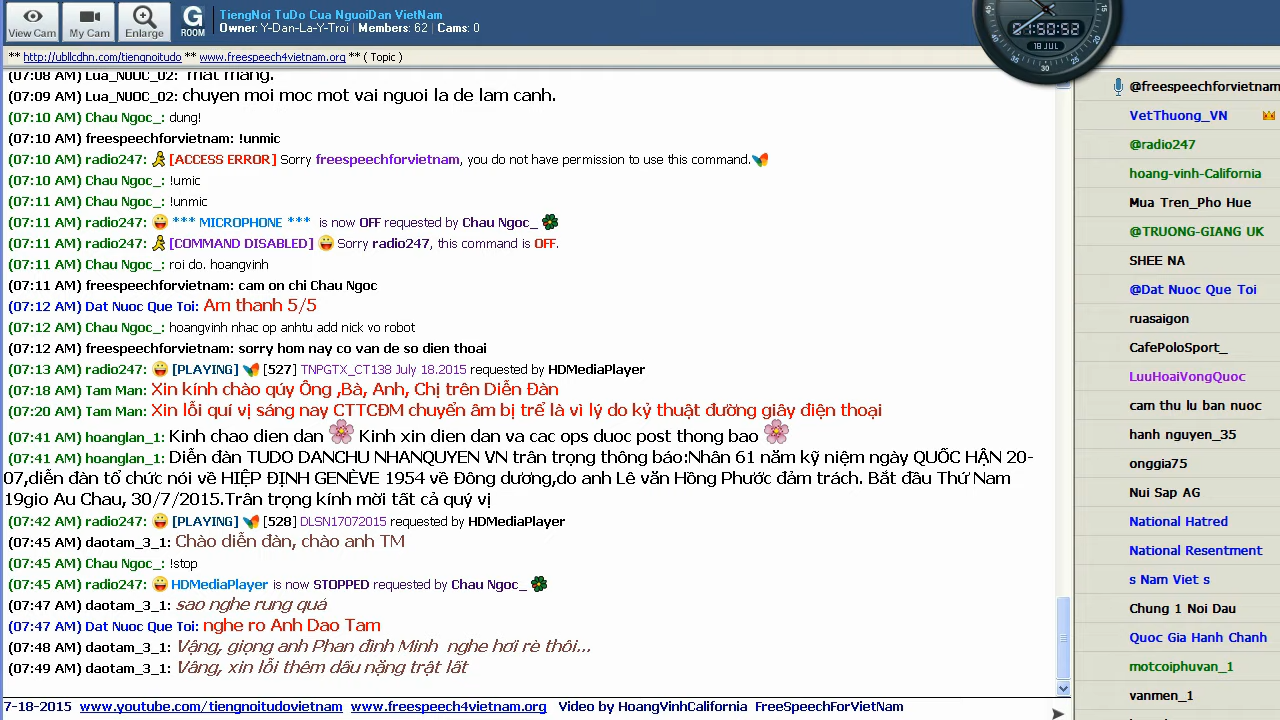 View Cam
My Cam
Enlarge
G ROOM
TiengNoi TuDo Cua NguoiDan VietNam
Owner: Y-Dan-La-Y-Troi | Members: 62 | Cams: 0
01:50:52
18 JUL
** http://ubllcdhn.com/tiengnoitudo ** www.freespeech4vietnam.org ** ( Topic )
(07:08 AM) Lua_NUOC_02: mat mang.
(07:09 AM) Lua_NUOC_02: chuyen moi moc mot vai nguoi la de lam canh.
(07:10 AM) Chau Ngoc_: dung!
(07:10 AM) freespeechforvietnam: !unmic
(07:10 AM) radio247: [ACCESS ERROR] Sorry freespeechforvietnam, you do not have permission to use this command.
(07:10 AM) Chau Ngoc_: !umic
(07:11 AM) Chau Ngoc_: !unmic
(07:11 AM) radio247: *** MICROPHONE *** is now OFF requested by Chau Ngoc_
(07:11 AM) radio247: [COMMAND DISABLED] Sorry radio247, this command is OFF.
(07:11 AM) Chau Ngoc_: roi do. hoangvinh
(07:11 AM) freespeechforvietnam: cam on chi Chau Ngoc
(07:12 AM) Dat Nuoc Que Toi: Am thanh 5/5
(07:12 AM) Chau Ngoc_: hoangvinh nhac op anhtu add nick vo robot
(07:12 AM) freespeechforvietnam: sorry hom nay co van de so dien thoai
(07:13 AM) radio247: [PLAYING] [527] TNPGTX_CT138 July 18.2015 requested by HDMediaPlayer
(07:18 AM) Tam Man: Xin kính chào qúy Ông ,Bà, Anh, Chị trên Diễn Đàn
(07:20 AM) Tam Man: Xin lỗi quí vị sáng nay CTTCĐM chuyển âm bị trể là vì lý do kỷ thuật đường giây điện thoại
(07:41 AM) hoanglan_1: Kinh chao dien dan Kinh xin dien dan va cac ops duoc post thong bao
(07:41 AM) hoanglan_1: Diễn đàn TUDO DANCHU NHANQUYEN VN trân trọng thông báo:Nhân 61 năm kỹ niệm ngày QUỐC HẬN 20-
07,diễn đàn tổ chức nói về HIỆP ĐỊNH GENÈVE 1954 về Đông dương,do anh Lê văn Hồng Phước đảm trách. Bắt đầu Thứ Nam
19gio Au Chau, 30/7/2015.Trân trọng kính mời tất cả quý vị
(07:42 AM) radio247: [PLAYING] [528] DLSN17072015 requested by HDMediaPlayer
(07:45 AM) daotam_3_1: Chào diễn đàn, chào anh TM
(07:45 AM) Chau Ngoc_: !stop
(07:45 AM) radio247: HDMediaPlayer is now STOPPED requested by Chau Ngoc_
(07:47 AM) daotam_3_1: sao nghe rung quá
(07:47 AM) Dat Nuoc Que Toi: nghe ro Anh Dao Tam
(07:48 AM) daotam_3_1: Vậng, giọng anh Phan đình Minh nghe hơi rè thôi...
(07:49 AM) daotam_3_1: Vâng, xin lỗi thêm dấu nặng trật lất
@freespeechforvietnam
VetThuong_VN
@radio247
hoang-vinh-California
Mua Tren_Pho Hue
@TRUONG-GIANG UK
SHEE NA
@Dat Nuoc Que Toi
ruasaigon
CafePoloSport_
LuuHoaiVongQuoc
cam thu lu ban nuoc
hanh nguyen_35
onggia75
Nui Sap AG
National Hatred
National Resentment
s Nam Viet s
Chung 1 Noi Dau
Quoc Gia Hanh Chanh
motcoiphuvan_1
vanmen_1
7-18-2015 www.youtube.com/tiengnoitudovietnam www.freespeech4vietnam.org Video by HoangVinhCalifornia FreeSpeechForVietNam